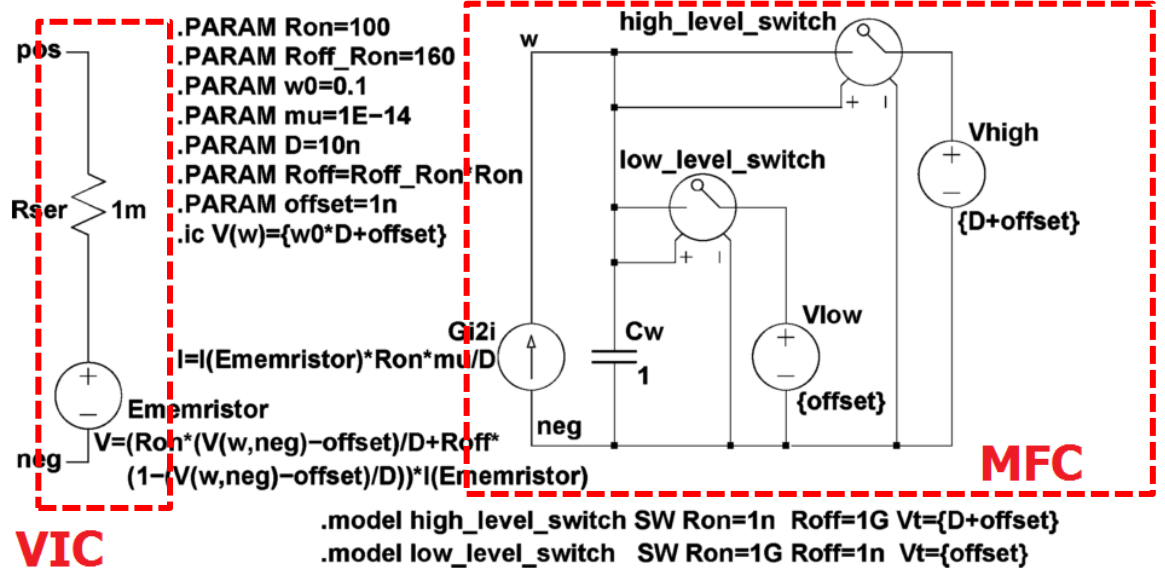 pos
.PARAM Ron=100
.PARAM Roff_Ron=160
.PARAM w0=0.1
.PARAM mu=1E−14
.PARAM D=10n
.PARAM Roff=Roff_Ron*Ron
.PARAM offset=1n
.ic V(w)={w0*D+offset}
Rser
1m
+
−
Ememristor
V=(Ron*(V(w,neg)−offset)/D+Roff*
(1−(V(w,neg)−offset)/D))*I(Ememristor)
neg
VIC
w
high_level_switch
+ −
Vhigh
+
−
{D+offset}
low_level_switch
+ −
Gi2i
I=I(Ememristor)*Ron*mu/D
Cw
1
Vlow
+
−
{offset}
neg
MFC
.model high_level_switch SW Ron=1n Roff=1G Vt={D+offset}
.model low_level_switch SW Ron=1G Roff=1n Vt={offset}